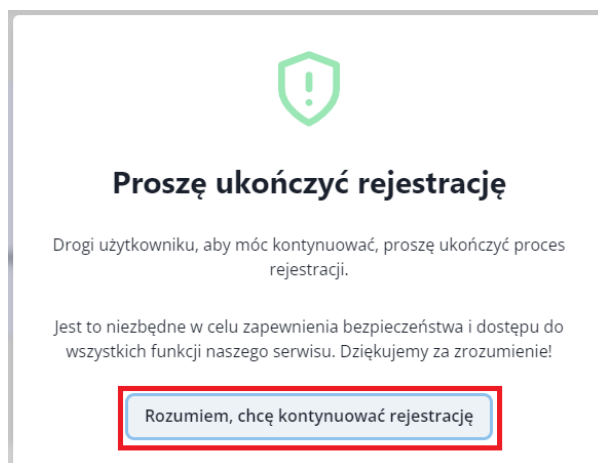 Proszę ukończyć rejestrację
Drogi użytkowniku, aby móc kontynuować, proszę ukończyć proces
rejestracji.
Jest to niezbędne w celu zapewnienia bezpieczeństwa i dostępu do
wszystkich funkcji naszego serwisu. Dziękujemy za zrozumienie!
Rozumiem, chcę kontynuować rejestrację